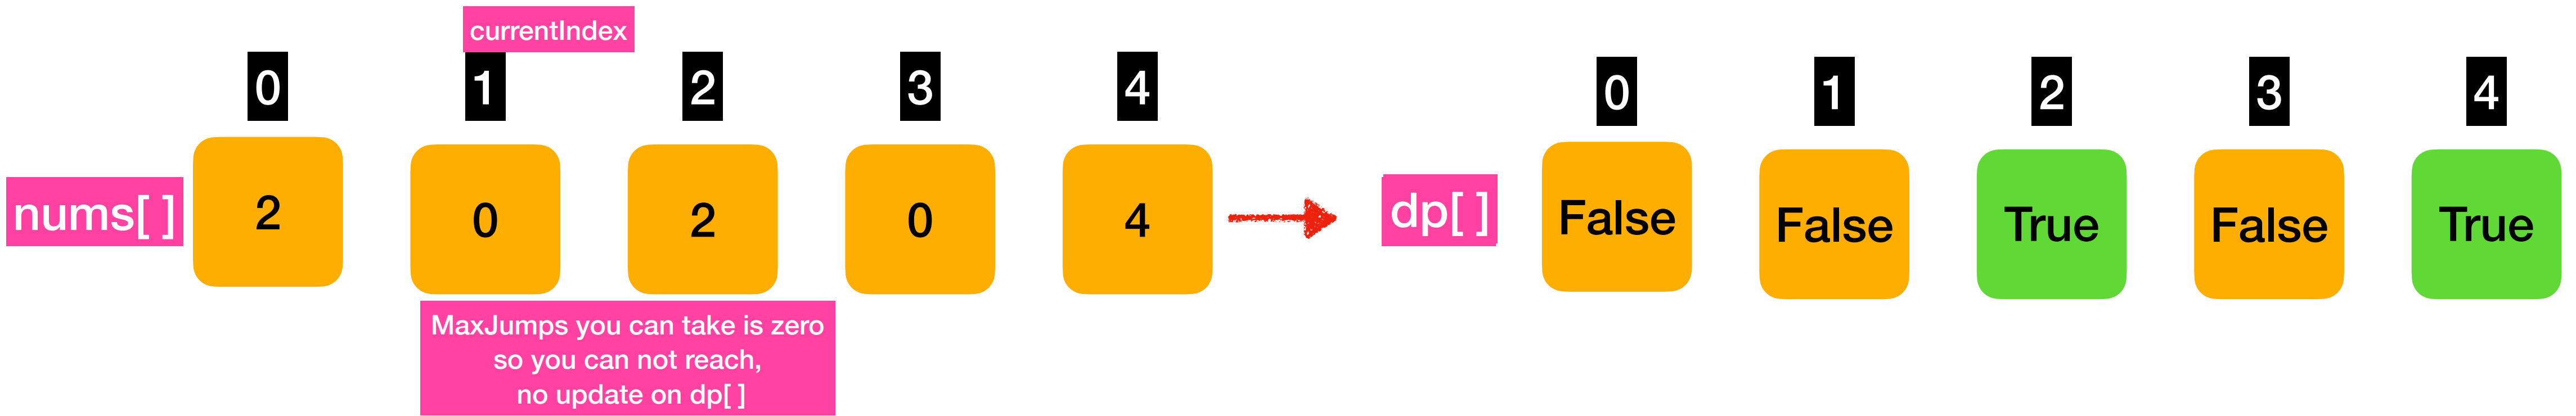 currentIndex
0 1 2 3 4
0 1 2 3 4
nums[ ] 2 0 2 0 4
dp[ ] False False True False True
MaxJumps you can take is zero
so you can not reach,
no update on dp[ ]